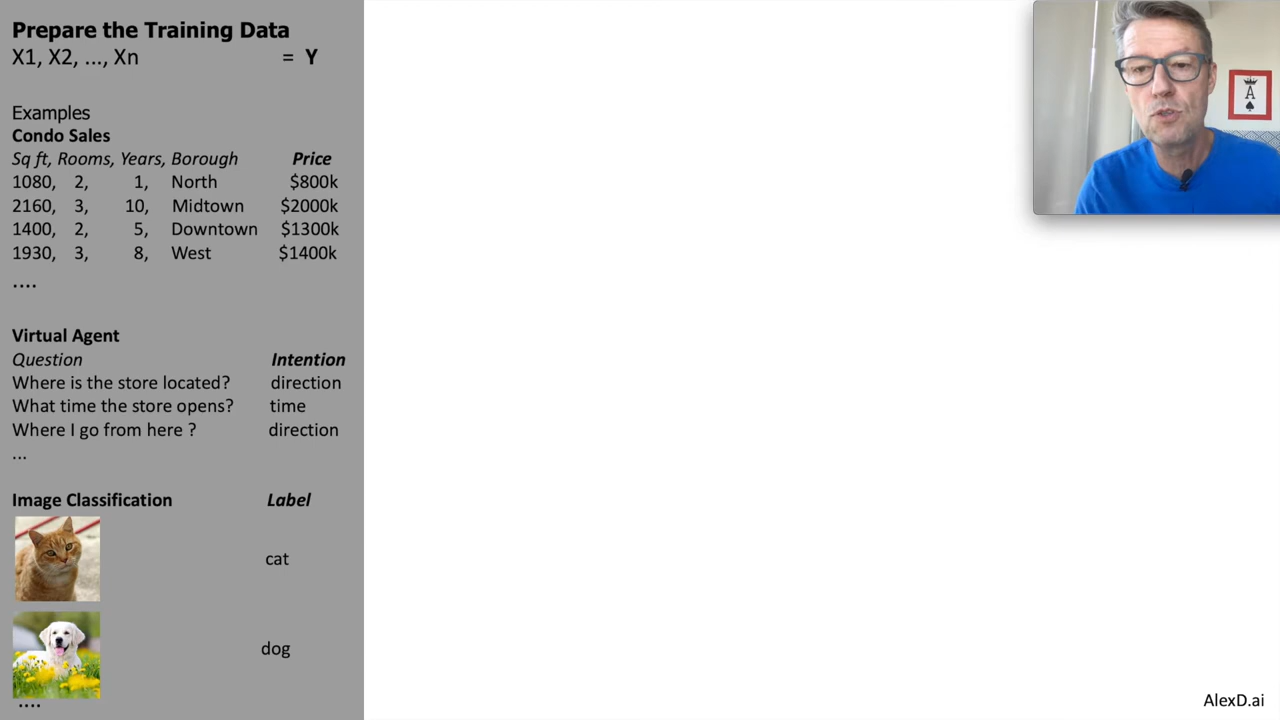 Prepare the Training Data
X1, X2, ..., Xn = Y
Examples
Condo Sales
Sq ft, Rooms, Years, Borough Price
1080, 2, 1, North $800k
2160, 3, 10, Midtown $2000k
1400, 2, 5, Downtown $1300k
1930, 3, 8, West $1400k
....
Virtual Agent
Question Intention
Where is the store located? direction
What time the store opens? time
Where I go from here ? direction
...
Image Classification Label
cat
dog
....
A
AlexD.ai